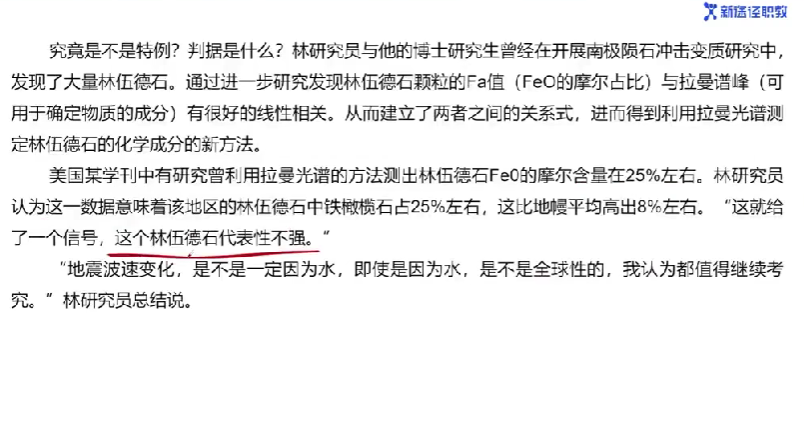 新途径职教
究竟是不是特例？判据是什么？林研究员与他的博士研究生曾经在开展南极陨石冲击变质研究中，
发现了大量林伍德石。通过进一步研究发现林伍德石颗粒的Fa值（FeO的摩尔占比）与拉曼谱峰（可
用于确定物质的成分）有很好的线性相关。从而建立了两者之间的关系式，进而得到利用拉曼光谱测
定林伍德石的化学成分的新方法。
美国某学刊中有研究曾利用拉曼光谱的方法测出林伍德石Fe0的摩尔含量在25%左右。林研究员
认为这一数据意味着该地区的林伍德石中铁橄榄石占25%左右，这比地幔平均高出8%左右。“这就给
了一个信号，这个林伍德石代表性不强。“
“地震波速变化，是不是一定因为水，即使是因为水，是不是全球性的，我认为都值得继续考
究。”林研究员总结说。